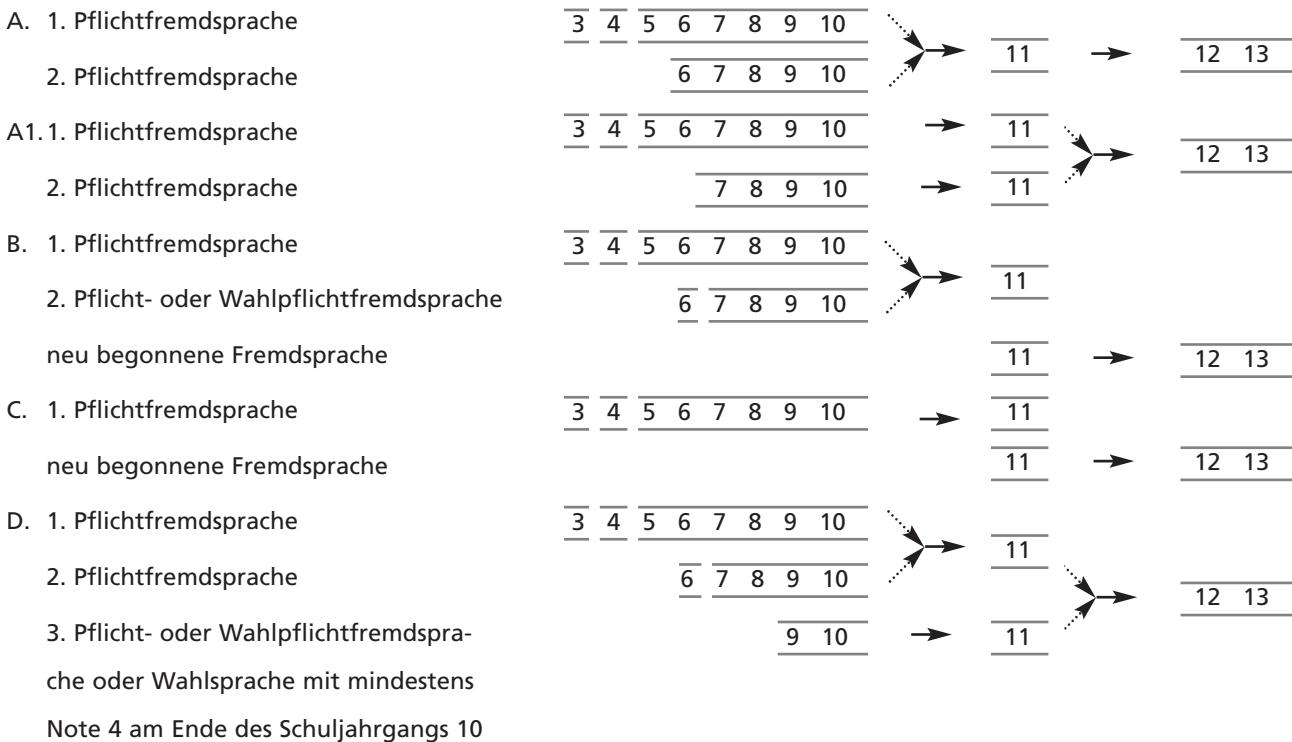 A. 1. Pflichtfremdsprache 3 4 5 6 7 8 9 10 11 12 13
2. Pflichtfremdsprache 6 7 8 9 10
A1. 1. Pflichtfremdsprache 3 4 5 6 7 8 9 10 11 12 13
2. Pflichtfremdsprache 7 8 9 10 11
B. 1. Pflichtfremdsprache 3 4 5 6 7 8 9 10 11
2. Pflicht- oder Wahlpflichtfremdsprache 6 7 8 9 10
neu begonnene Fremdsprache 11 12 13
C. 1. Pflichtfremdsprache 3 4 5 6 7 8 9 10 11
neu begonnene Fremdsprache 11 12 13
D. 1. Pflichtfremdsprache 3 4 5 6 7 8 9 10 11
2. Pflichtfremdsprache 6 7 8 9 10 12 13
3. Pflicht- oder Wahlpflichtfremdspra- 9 10 11
che oder Wahlsprache mit mindestens
Note 4 am Ende des Schuljahrgangs 10